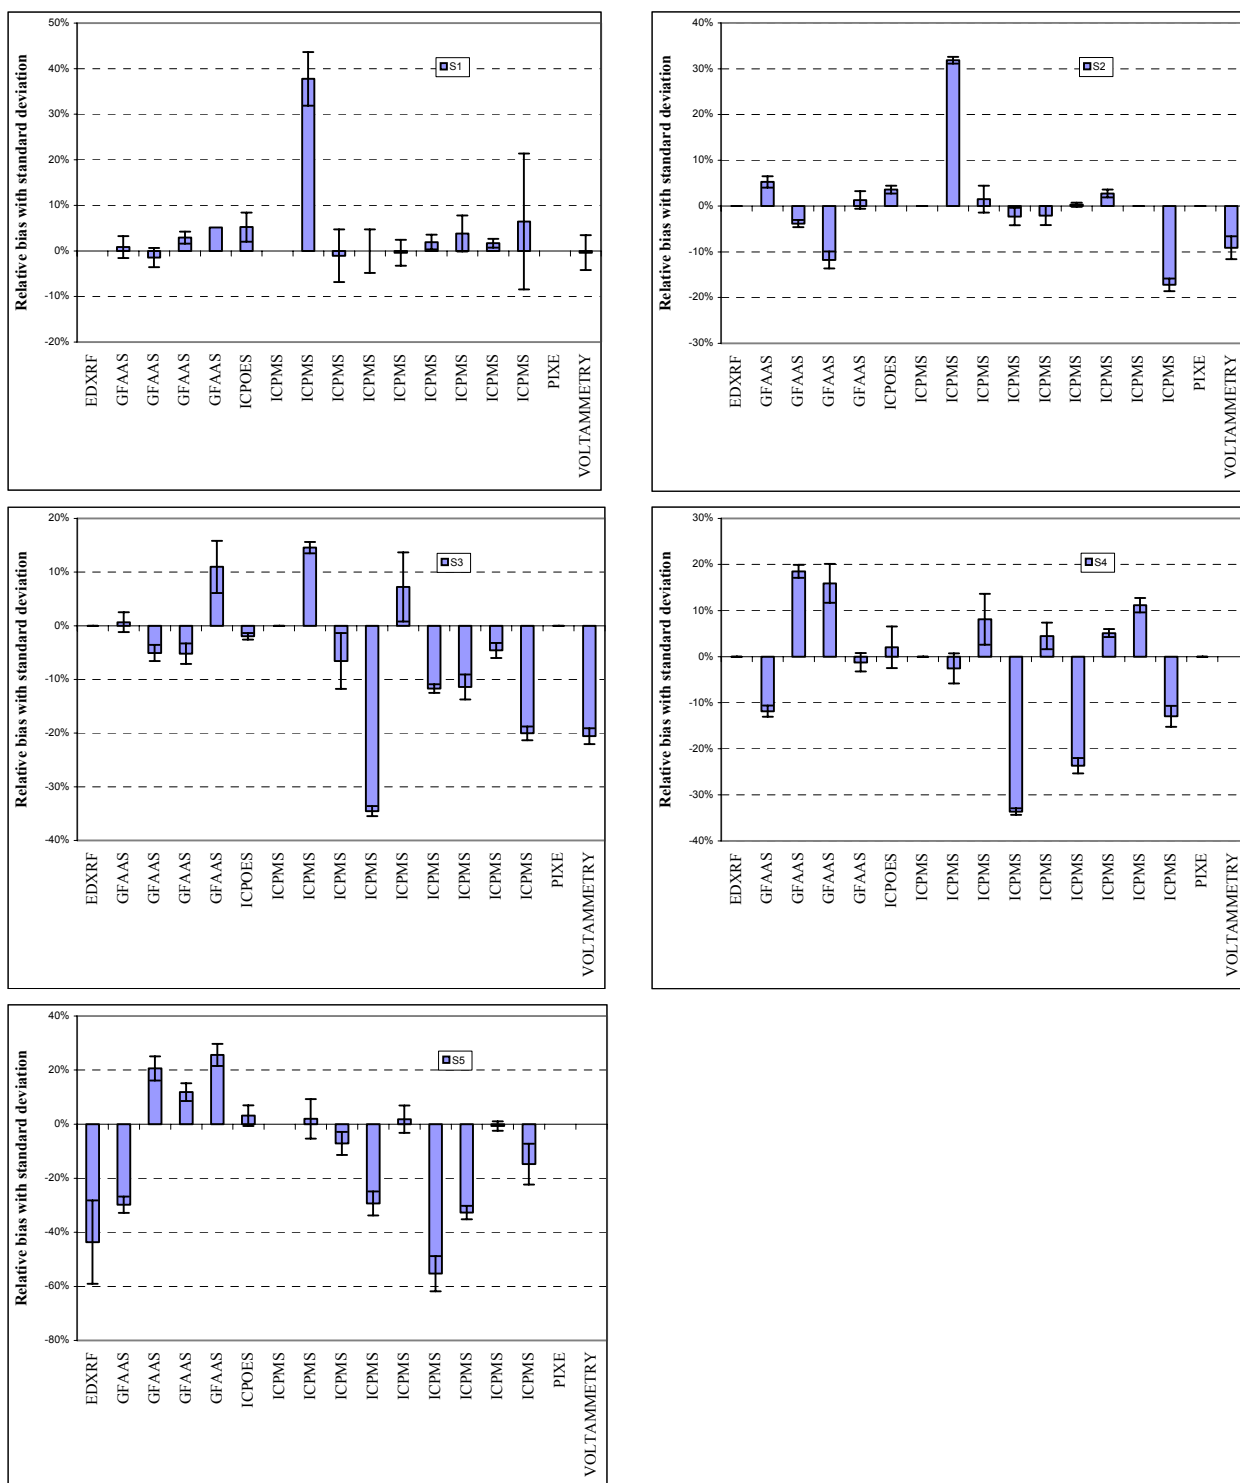 50%
40%
30%
20%
10%
0%
-10%
-20%
Relative bias with standard deviation
S1
EDXRF
GFAAS
GFAAS
GFAAS
GFAAS
ICPOES
ICPMS
ICPMS
ICPMS
ICPMS
ICPMS
ICPMS
ICPMS
ICPMS
ICPMS
PIXE
VOLTAMMETRY
40%
30%
20%
10%
0%
-10%
-20%
-30%
Relative bias with standard deviation
S2
EDXRF
GFAAS
GFAAS
GFAAS
GFAAS
ICPOES
ICPMS
ICPMS
ICPMS
ICPMS
ICPMS
ICPMS
ICPMS
ICPMS
ICPMS
PIXE
VOLTAMMETRY
20%
10%
0%
-10%
-20%
-30%
-40%
Relative bias with standard deviation
S3
EDXRF
GFAAS
GFAAS
GFAAS
GFAAS
ICPOES
ICPMS
ICPMS
ICPMS
ICPMS
ICPMS
ICPMS
ICPMS
ICPMS
ICPMS
PIXE
VOLTAMMETRY
30%
20%
10%
0%
-10%
-20%
-30%
-40%
Relative bias with standard deviation
S4
EDXRF
GFAAS
GFAAS
GFAAS
GFAAS
ICPOES
ICPMS
ICPMS
ICPMS
ICPMS
ICPMS
ICPMS
ICPMS
ICPMS
ICPMS
PIXE
VOLTAMMETRY
40%
20%
0%
-20%
-40%
-60%
-80%
Relative bias with standard deviation
S5
EDXRF
GFAAS
GFAAS
GFAAS
GFAAS
ICPOES
ICPMS
ICPMS
ICPMS
ICPMS
ICPMS
ICPMS
ICPMS
ICPMS
ICPMS
PIXE
VOLTAMMETRY